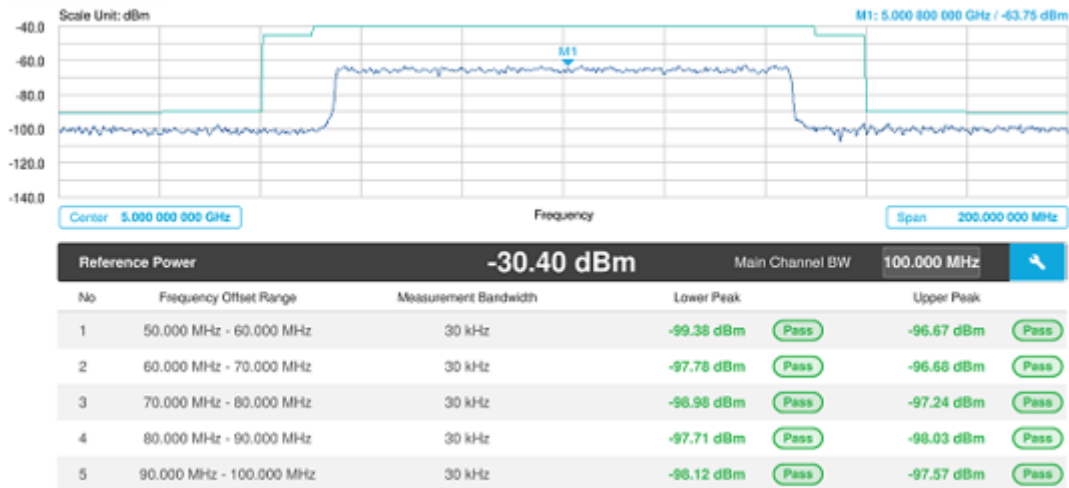 Scale Unit: dBm
M1: 5.000 800 000 GHz / -63.75 dBm
-40.0
M1
-60.0
-80.0
-100.0
-120.0
-140.0
Center 5.000 000 000 GHz
Frequency
Span 200.000 000 MHz
Reference Power -30.40 dBm Main Channel BW 100.000 MHz
No Frequency Offset Range Measurement Bandwidth Lower Peak Upper Peak
1 50.000 MHz - 60.000 MHz 30 kHz -99.38 dBm Pass -96.67 dBm Pass
2 60.000 MHz - 70.000 MHz 30 kHz -97.78 dBm Pass -96.68 dBm Pass
3 70.000 MHz - 80.000 MHz 30 kHz -98.98 dBm Pass -97.24 dBm Pass
4 80.000 MHz - 90.000 MHz 30 kHz -97.71 dBm Pass -98.03 dBm Pass
5 90.000 MHz - 100.000 MHz 30 kHz -98.12 dBm Pass -97.57 dBm Pass